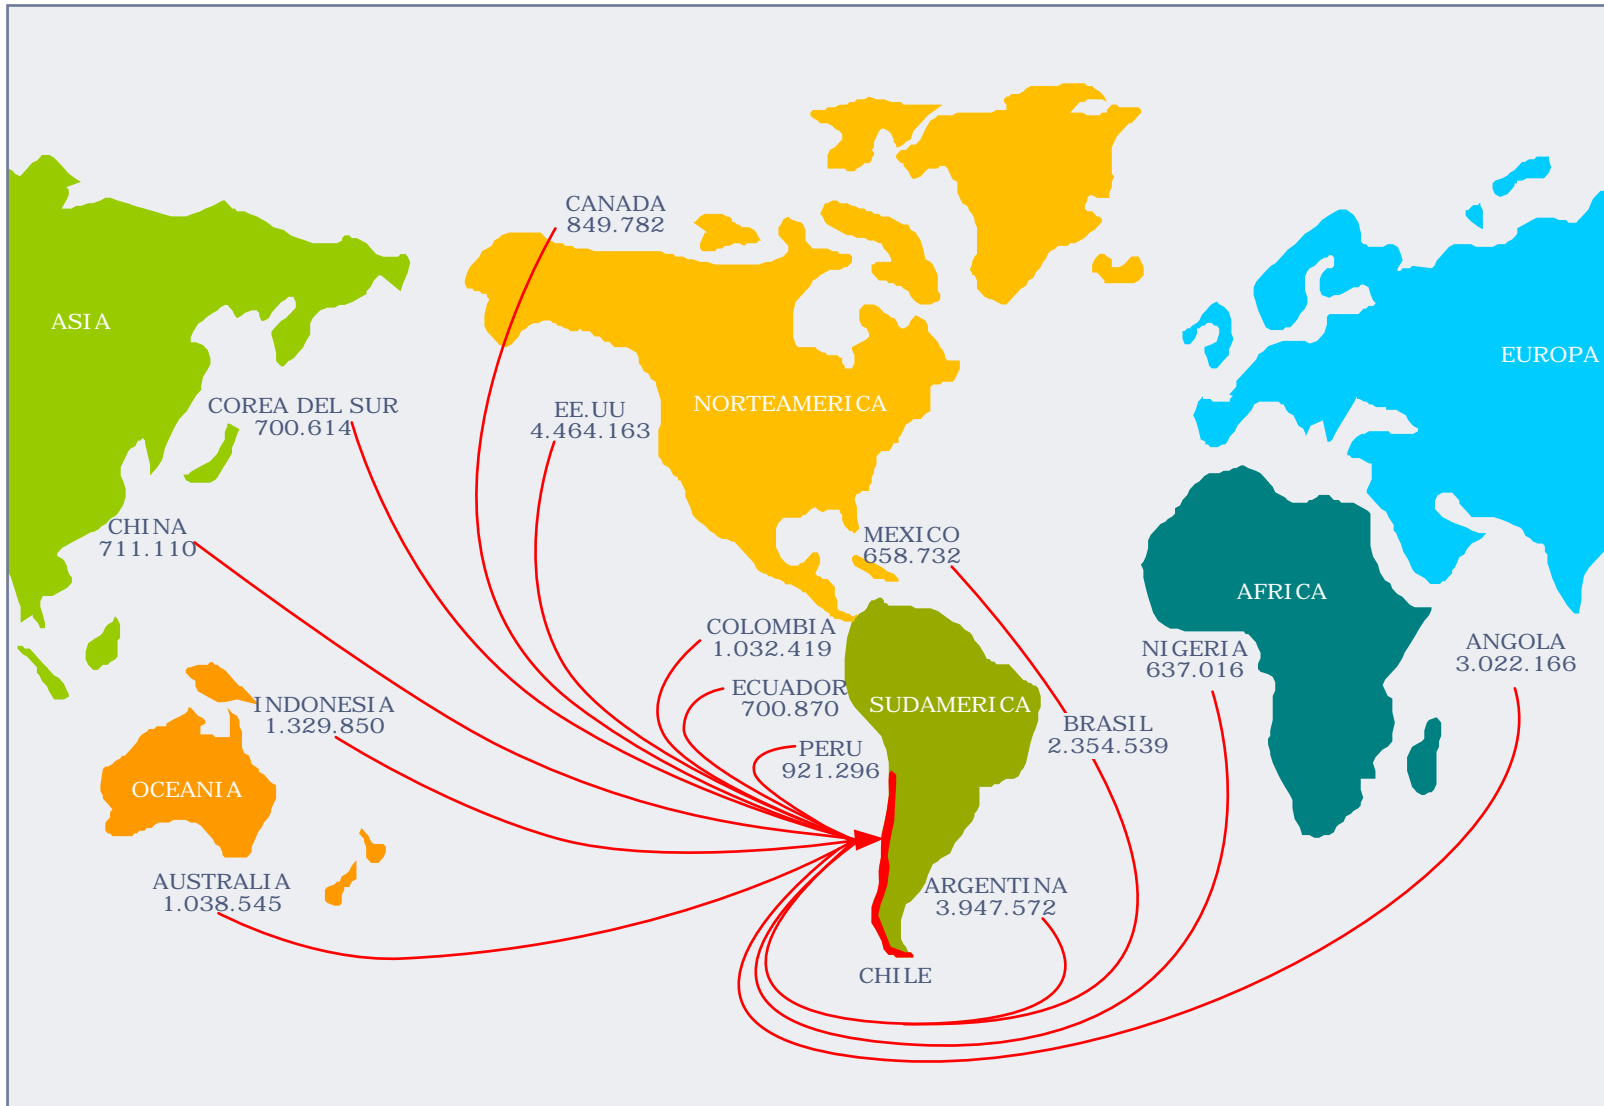 CANADA
849.782
ASIA
EUROPA
COREA DEL SUR
700.614
EE.UU
4.464.163
NORTEAMERICA
CHINA
711.110
MEXICO
658.732
AFRICA
COLOMBIA
1.032.419
NIGERIA
637.016
ANGOLA
3.022.166
INDONESIA
1.329.850
ECUADOR
700.870
SUDAMERICA
BRASIL
2.354.539
PERU
921.296
OCEANIA
AUSTRALIA
1.038.545
ARGENTINA
3.947.572
CHILE